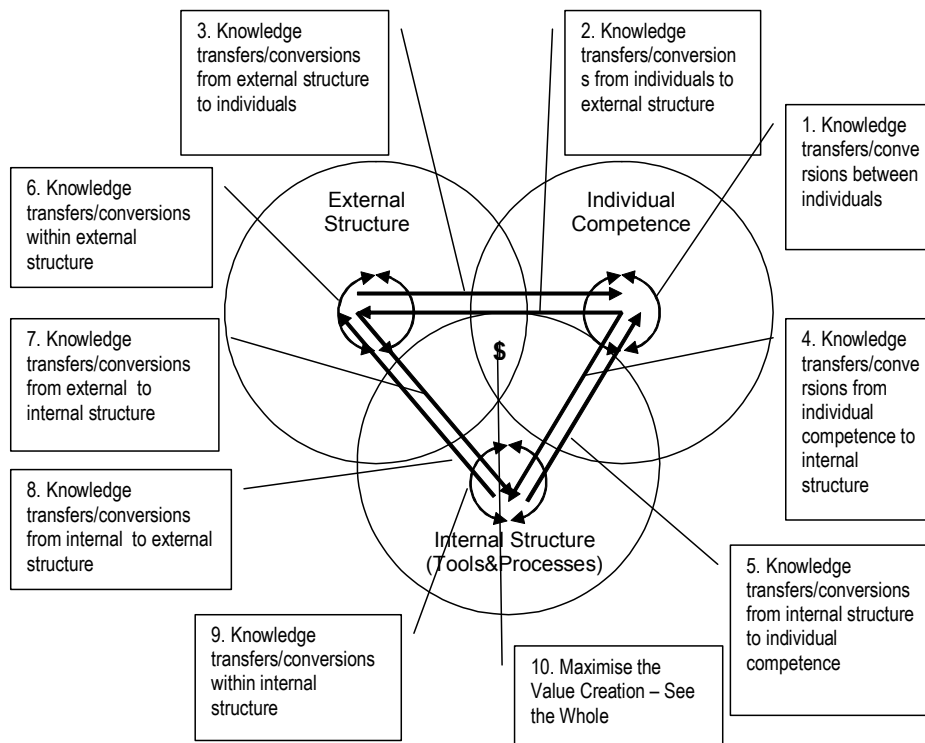 3. Knowledge
transfers/conversions
from external structure
to individuals
2. Knowledge
transfers/conversion
s from individuals to
external structure
1. Knowledge
transfers/conve
rsions between
individuals
6. Knowledge
transfers/conversions
within external
structure
External
Structure
Individual
Competence
7. Knowledge
transfers/conversions
from external to
internal structure
$
4. Knowledge
transfers/conve
rsions from
individual
competence to
internal
structure
8. Knowledge
transfers/conversions
from internal to external
structure
Internal Structure
(Tools&Processes)
5. Knowledge
transfers/conversions
from internal structure
to individual
competence
9. Knowledge
transfers/conversions
within internal
structure
10. Maximise the
Value Creation – See
the Whole